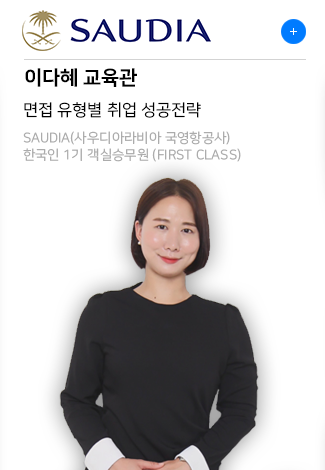 SAUDIA
이다혜 교육관
면접 유형별 취업 성공전략
SAUDIA(사우디아라비아 국영항공사)
한국인 1기 객실승무원 (FIRST CLASS)